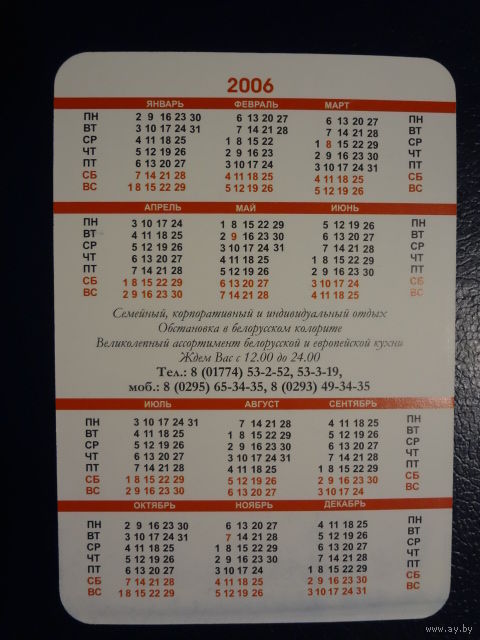 2006
ЯНВАРЬ ФЕВРАЛЬ МАРТ
ПН 2 9 16 23 30 6 13 20 27 6 13 20 27 ПН
ВТ 3 10 17 24 31 7 14 21 28 7 14 21 28 ВТ
СР 4 11 18 25 1 8 15 22 1 8 15 22 29 СР
ЧТ 5 12 19 26 2 9 16 23 2 9 16 23 30 ЧТ
ПТ 6 13 20 27 3 10 17 24 3 10 17 24 31 ПТ
СБ 7 14 21 28 4 11 18 25 4 11 18 25 СБ
ВС 1 8 15 22 29 5 12 19 26 5 12 19 26 ВС
АПРЕЛЬ МАЙ ИЮНЬ
ПН 3 10 17 24 1 8 15 22 29 5 12 19 26 ПН
ВТ 4 11 18 25 2 9 16 23 30 6 13 20 27 ВТ
СР 5 12 19 26 3 10 17 24 31 7 14 21 28 СР
ЧТ 6 13 20 27 4 11 18 25 1 8 15 22 29 ЧТ
ПТ 7 14 21 28 5 12 19 26 2 9 16 23 30 ПТ
СБ 1 8 15 22 29 6 13 20 27 3 10 17 24 СБ
ВС 2 9 16 23 30 7 14 21 28 4 11 18 25 ВС
Семейный, корпоративный и индивидуальный отдых
Обстановка в белорусском колорите
Великолепный ассортимент белорусской и европейской кухни
Ждем Вас с 12.00 до 24.00
Тел.: 8 (01774) 53-2-52, 53-3-19,
моб.: 8 (0295) 65-34-35, 8 (0293) 49-34-35
ИЮЛЬ АВГУСТ СЕНТЯБРЬ
ПН 3 10 17 24 31 7 14 21 28 4 11 18 25 ПН
ВТ 4 11 18 25 1 8 15 22 29 5 12 19 26 ВТ
СР 5 12 19 26 2 9 16 23 30 6 13 20 27 СР
ЧТ 6 13 20 27 3 10 17 24 31 7 14 21 28 ЧТ
ПТ 7 14 21 28 4 11 18 25 1 8 15 22 29 ПТ
СБ 1 8 15 22 29 5 12 19 26 2 9 16 23 30 СБ
ВС 2 9 16 23 30 6 13 20 27 3 10 17 24 ВС
ОКТЯБРЬ НОЯБРЬ ДЕКАБРЬ
ПН 2 9 16 23 30 6 13 20 27 4 11 18 25 ПН
ВТ 3 10 17 24 31 7 14 21 28 5 12 19 26 ВТ
СР 4 11 18 25 1 8 15 22 29 6 13 20 27 СР
ЧТ 5 12 19 26 2 9 16 23 30 7 14 21 28 ЧТ
ПТ 6 13 20 27 3 10 17 24 1 8 15 22 29 ПТ
СБ 7 14 21 28 4 11 18 25 2 9 16 23 30 СБ
ВС 1 8 15 22 29 5 12 19 26 3 10 17 24 31 ВС
www.ay.by